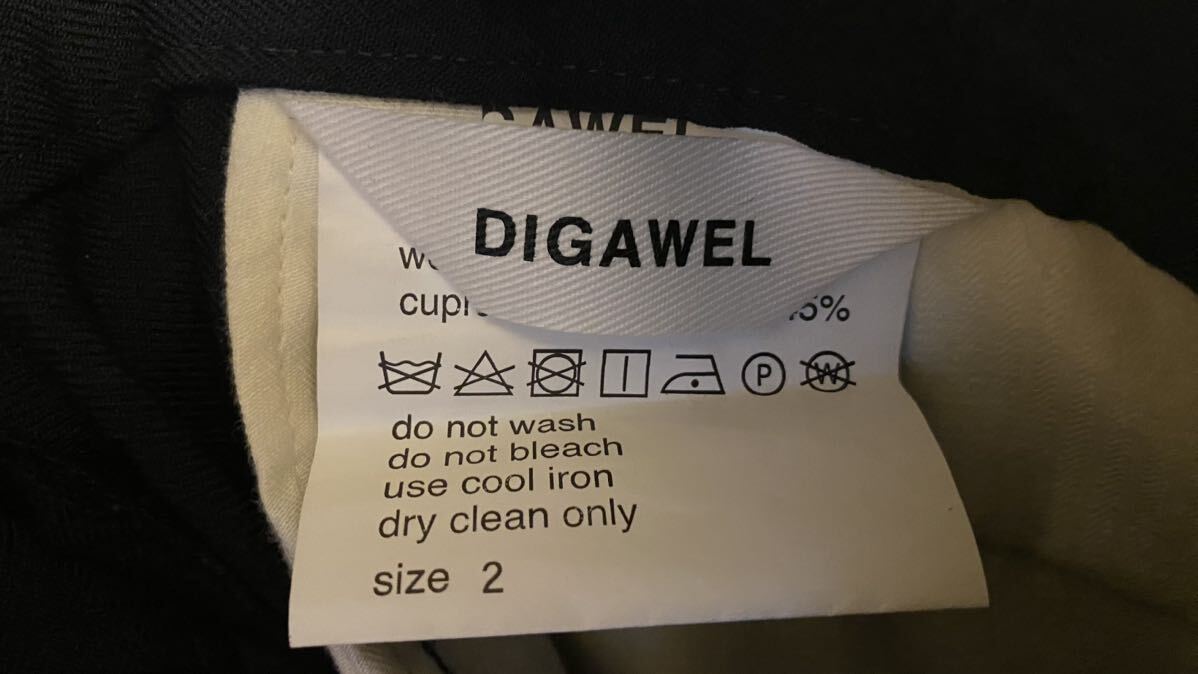 DIGAWEL
do not wash
do not bleach
use cool iron
dry clean only
size 2
P
W